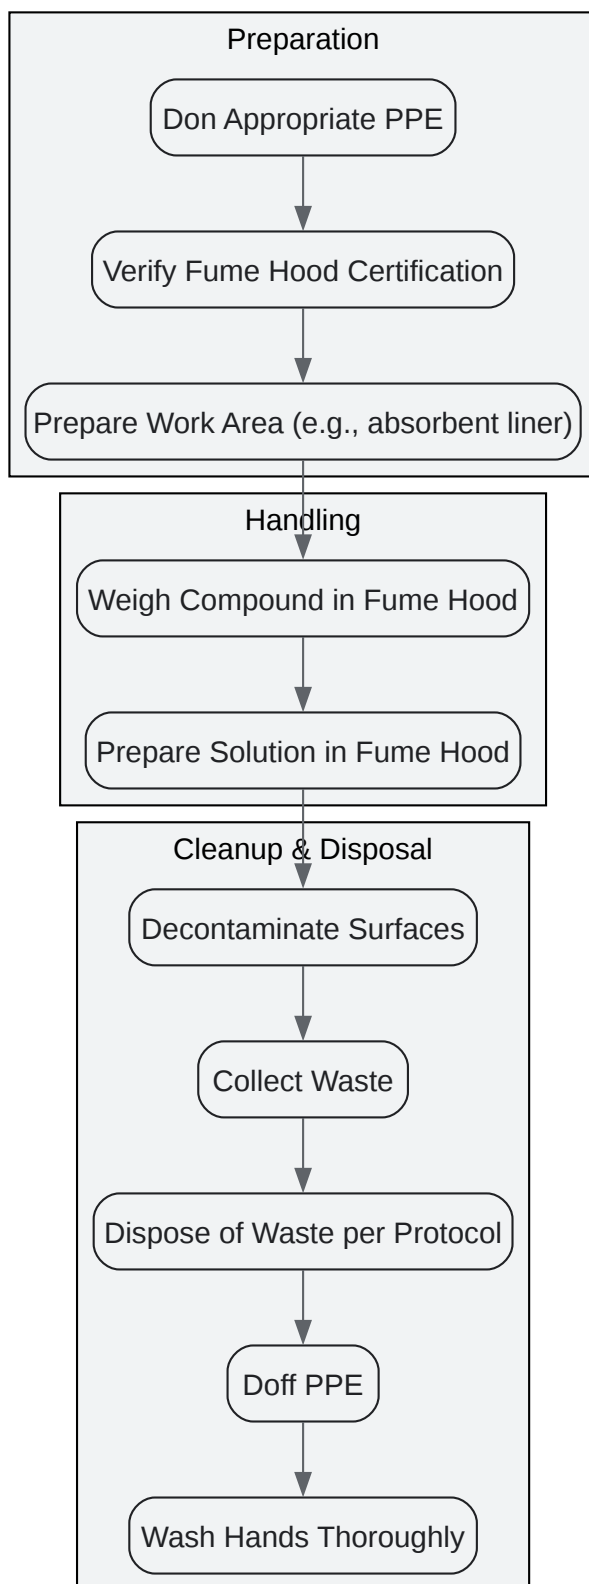 Preparation
Don Appropriate PPE
Verify Fume Hood Certification
Prepare Work Area (e.g., absorbent liner)
Handling
Weigh Compound in Fume Hood
Prepare Solution in Fume Hood
Cleanup & Disposal
Decontaminate Surfaces
Collect Waste
Dispose of Waste per Protocol
Doff PPE
Wash Hands Thoroughly